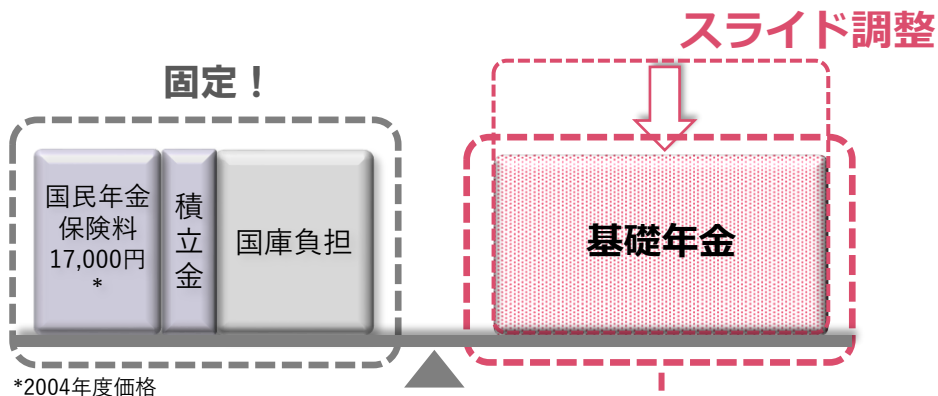 スライド調整
固定！
国民年金
保険料
17,000円
*
積
立
金
国庫負担
基礎年金
*2004年度価格